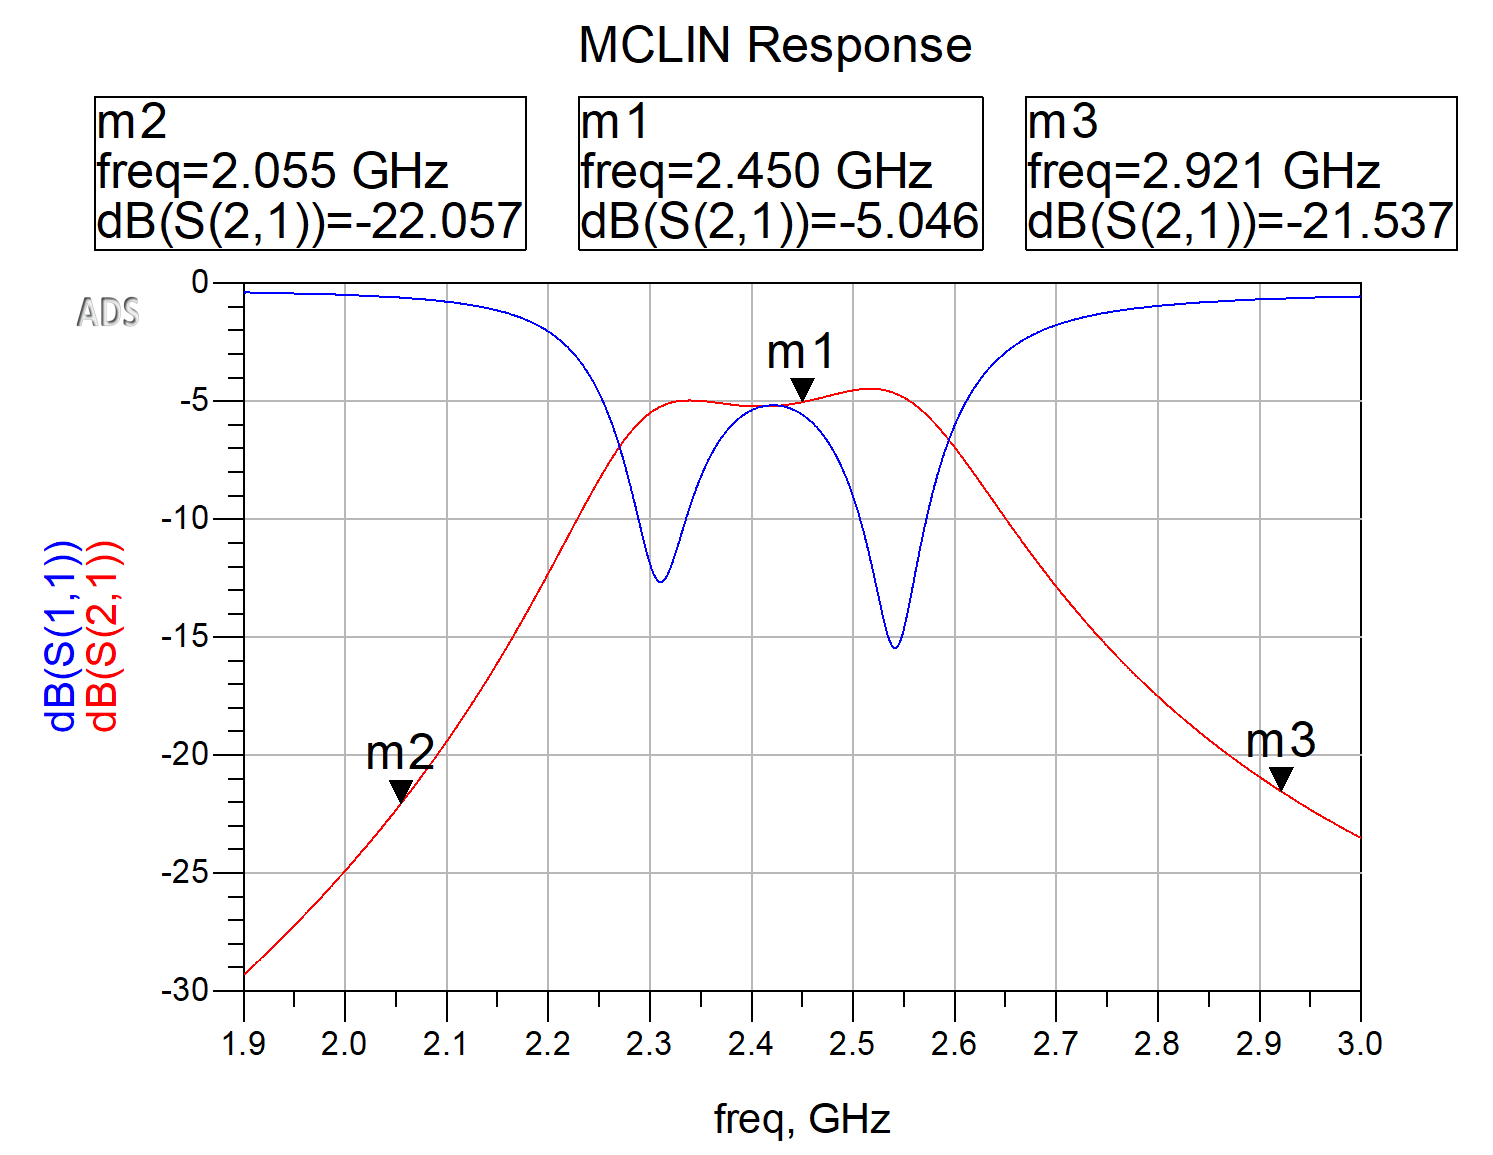 MCLIN Response
m2
freq=2.055 GHz
dB(S(2,1))=-22.057
m1
freq=2.450 GHz
dB(S(2,1))=-5.046
m3
freq=2.921 GHz
dB(S(2,1))=-21.537
ADS
0
-5
-10
-15
-20
-25
-30
m1
m2
m3
dB(S(1,1))
dB(S(2,1))
1.9 2.0 2.1 2.2 2.3 2.4 2.5 2.6 2.7 2.8 2.9 3.0
freq, GHz